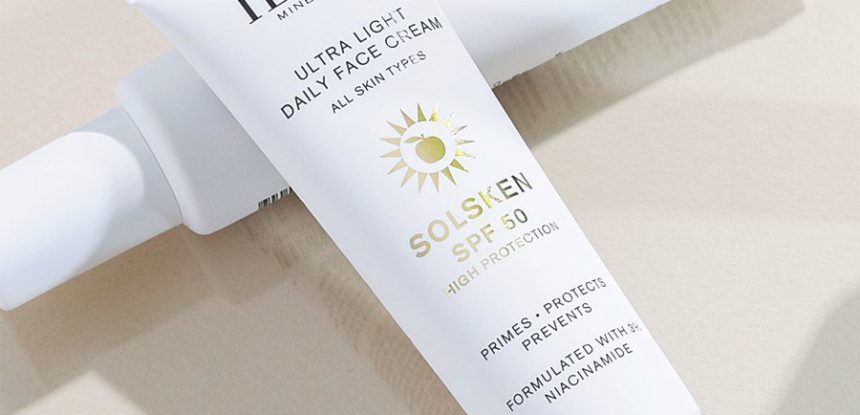 ULTRA LIGHT
DAILY FACE CREAM
ALL SKIN TYPES
SOLSKEN
SPF 50
HIGH PROTECTION
PRIMES • PROTECTS
PREVENTS
FORMULATED WITH 3%
NIACINAMIDE